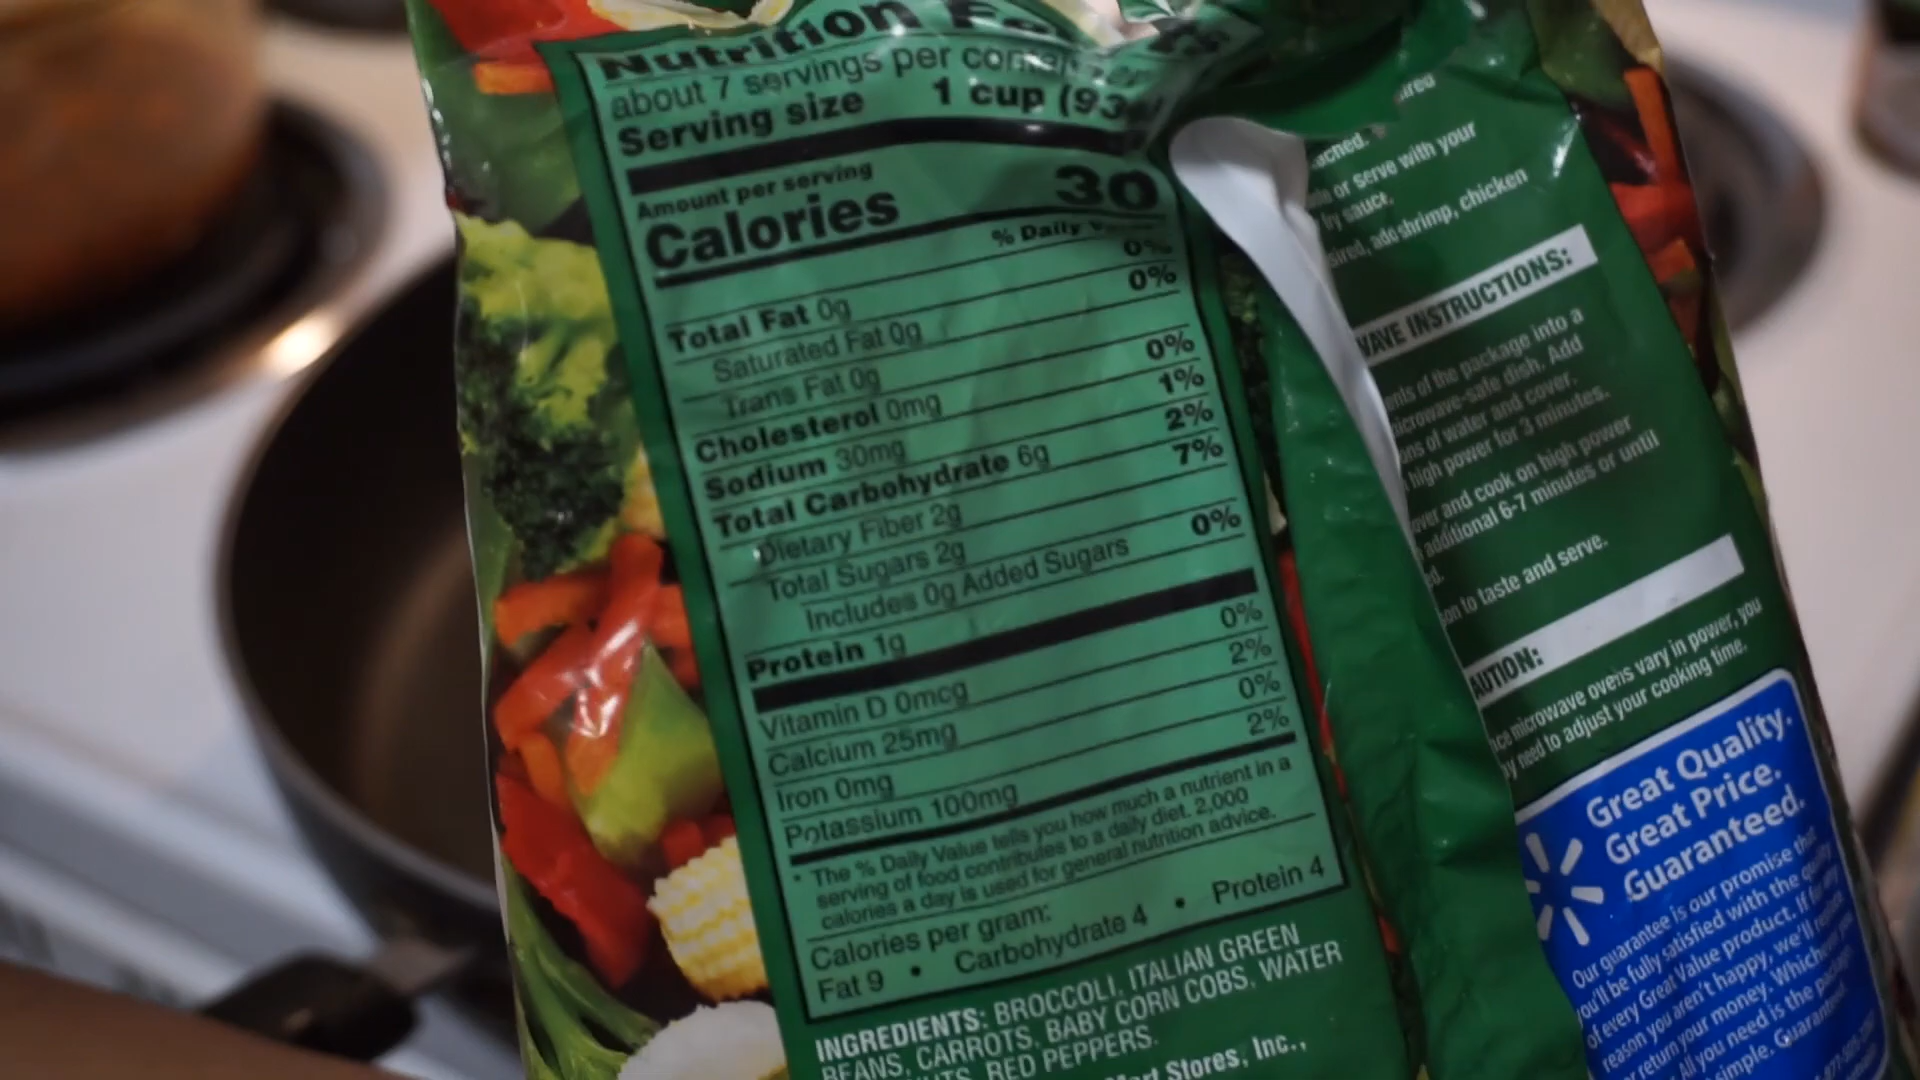 Nutrition
about 7 servings per container
Serving size 1 cup (93
Amount per serving
Calories 30
% Daily
Total Fat 0g 0%
Saturated Fat 0g 0%
Trans Fat 0g
Cholesterol 0mg 0%
Sodium 30mg 1%
Total Carbohydrate 6g 2%
Dietary Fiber 2g 7%
Total Sugars 2g
Includes 0g Added Sugars 0%
Protein 1g
Vitamin D 0mcg 0%
Calcium 25mg 2%
Iron 0mg 0%
Potassium 100mg 2%
* The % Daily Value tells you how much a nutrient in a
serving of food contributes to a daily diet. 2,000
calories a day is used for general nutrition advice.
Calories per gram:
Fat 9 • Carbohydrate 4 • Protein 4
INGREDIENTS: BROCCOLI, ITALIAN GREEN
BEANS, CARROTS, BABY CORN COBS, WATER
RED PEPPERS.
Stores, Inc.,
or serve with your
sauce.
add shrimp, chicken
INSTRUCTIONS:
of the package into a
microwave-safe dish. Add
of water and cover.
high power for 3 minutes.
and cook on high power
additional 6-7 minutes or until
to taste and serve.
microwave ovens vary in power, you
need to adjust your cooking time.
Great Quality.
Great Price.
Guaranteed.
Our guarantee is our promise that
you'll be fully satisfied with the quality
of every Great Value product. If for any
reason you aren't happy, we'll
or return your money. Whichever you
All you need is the
simple. Guaranteed